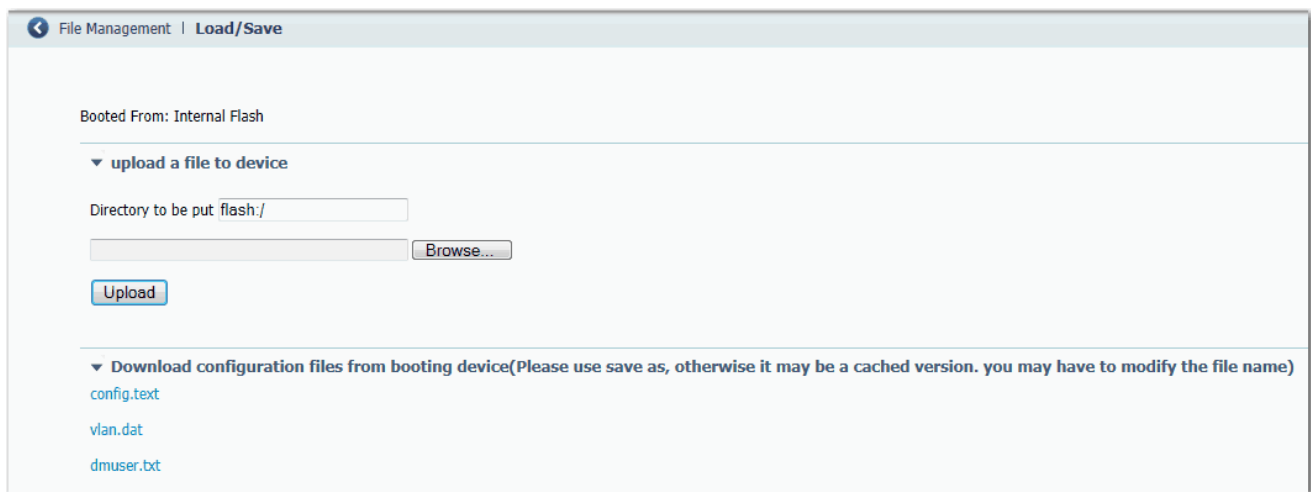 File Management | Load/Save
Booted From: Internal Flash
upload a file to device
Directory to be put flash:/
Browse...
Upload
Download configuration files from booting device(Please use save as, otherwise it may be a cached version. you may have to modify the file name)
config.text
vlan.dat
dmuser.txt